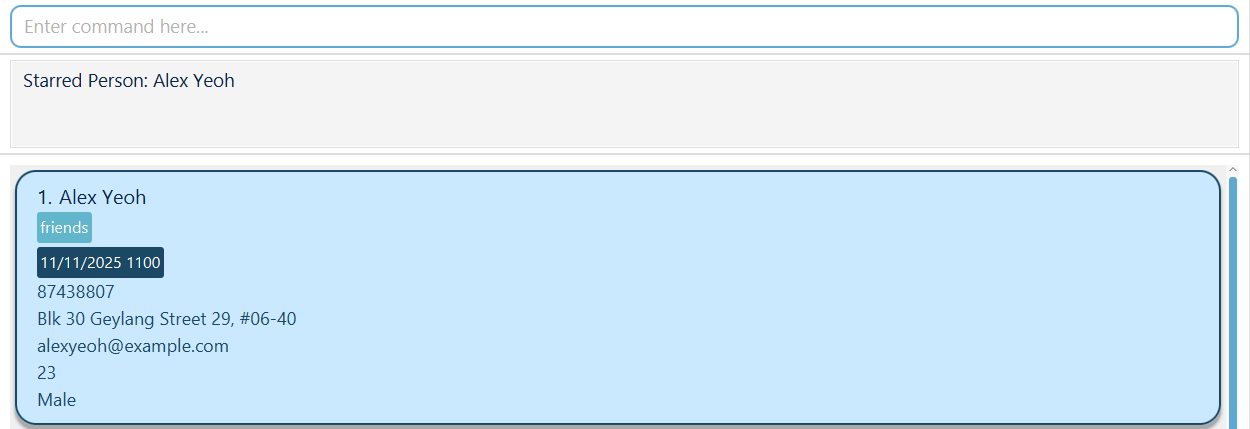 Enter command here...
Starred Person: Alex Yeoh
1. Alex Yeoh
friends
11/11/2025 1100
87438807
Blk 30 Geylang Street 29, #06-40
alexyeoh@example.com
23
Male